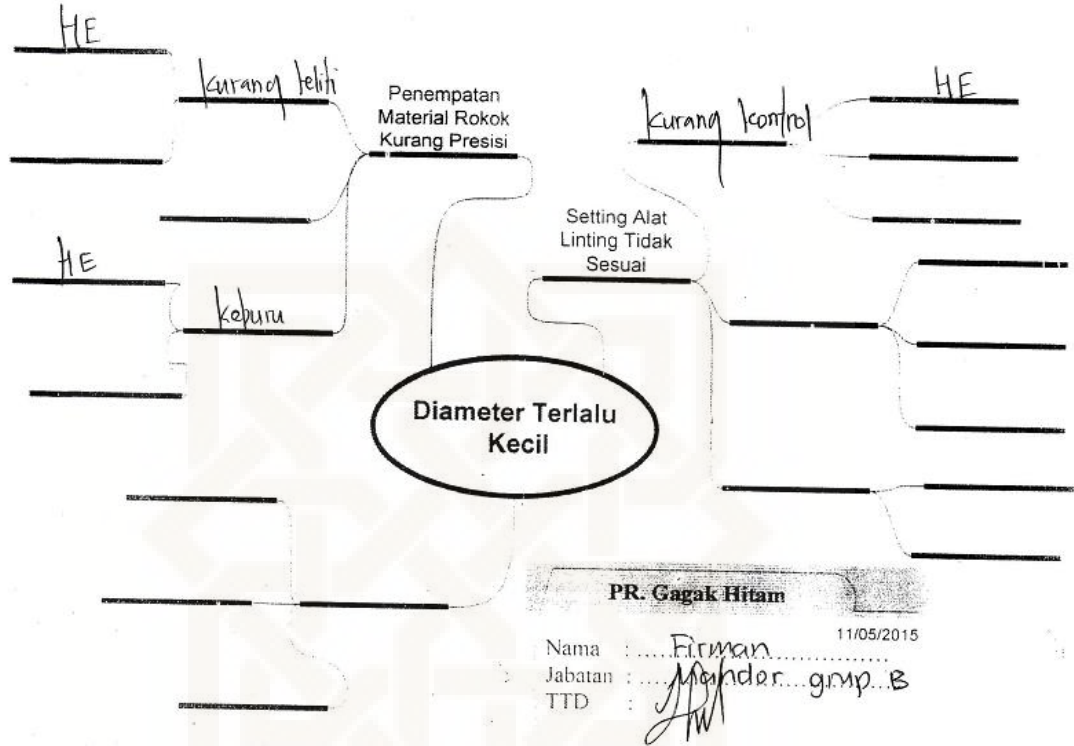 HE
kurang teliti
Penempatan
Material Rokok
Kurang Presisi
HE
keburu
kurang kontrol
HE
Setting Alat
Linting Tidak
Sesuai
Diameter Terlalu
Kecil
PR. Gagak Hitam
11/05/2015
Nama : Firman
Jabatan : Mandor grup B
TTD :